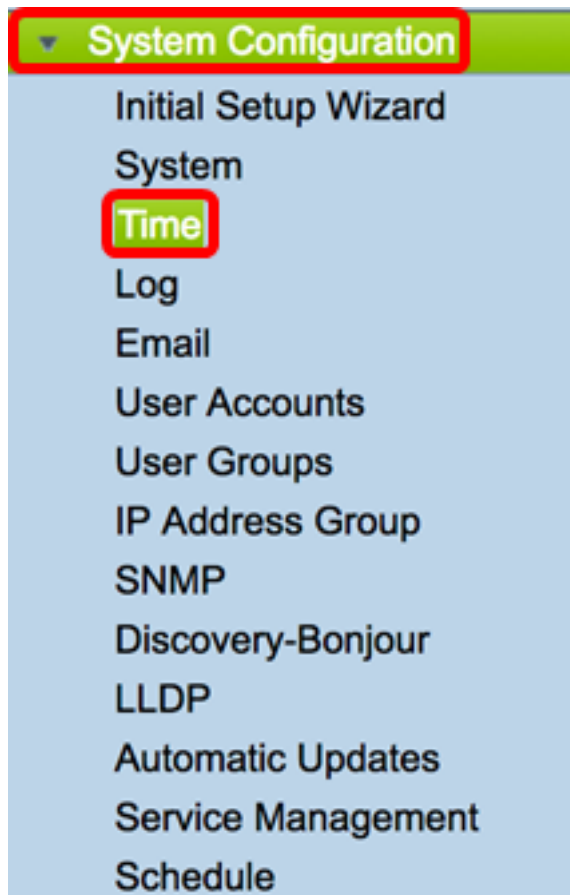 System Configuration
Initial Setup Wizard
System
Time
Log
Email
User Accounts
User Groups
IP Address Group
SNMP
Discovery-Bonjour
LLDP
Automatic Updates
Service Management
Schedule